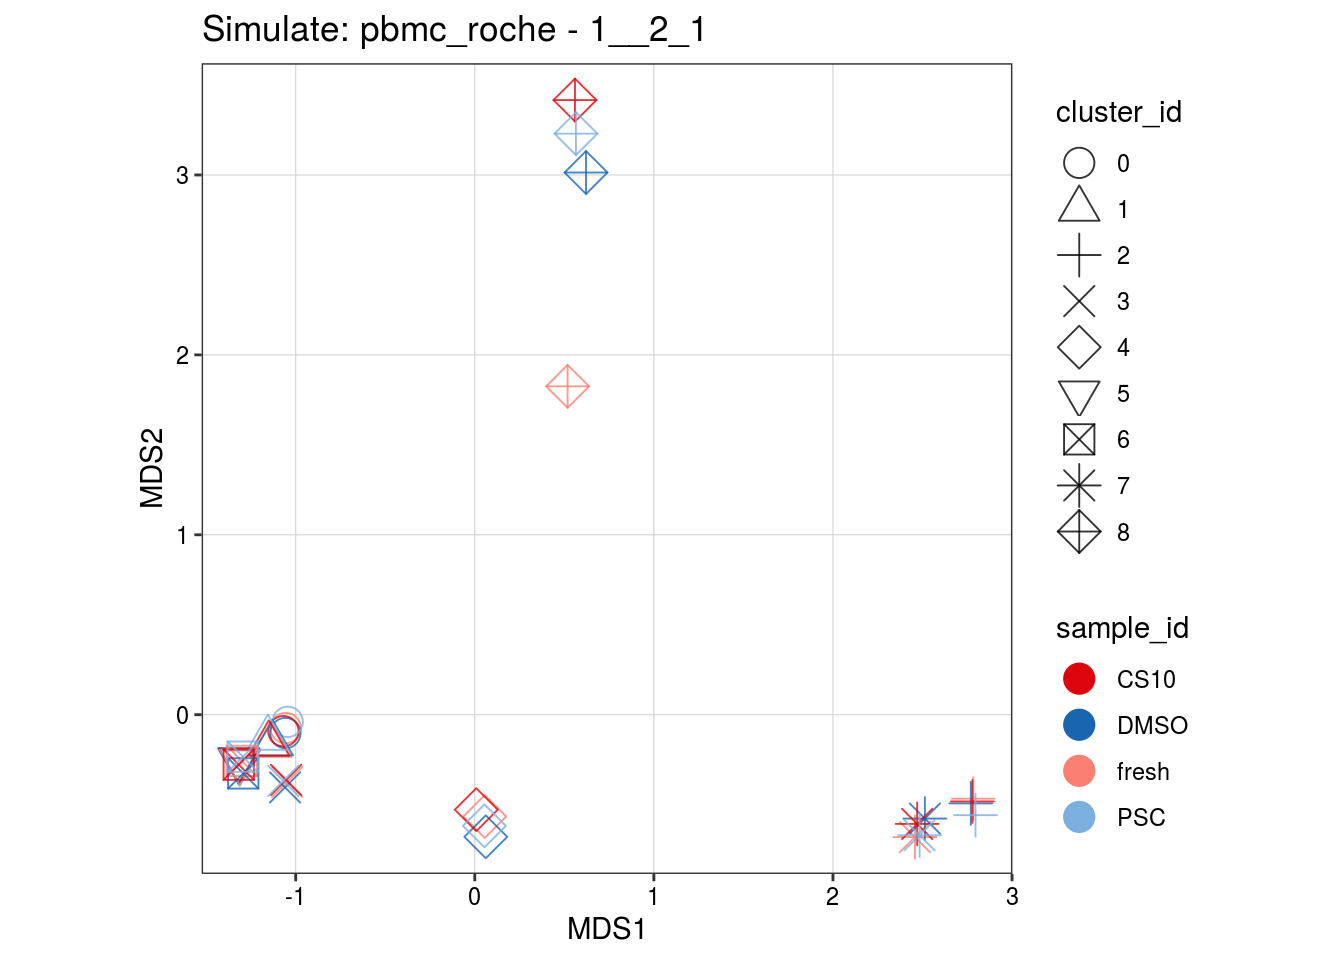 Simulate: pbmc_roche - 1__2_1
MDS2
3
2
1
0
-1
0
1
2
3
MDS1
cluster_id
0
1
2
3
4
5
6
7
8
sample_id
CS10
DMSO
fresh
PSC